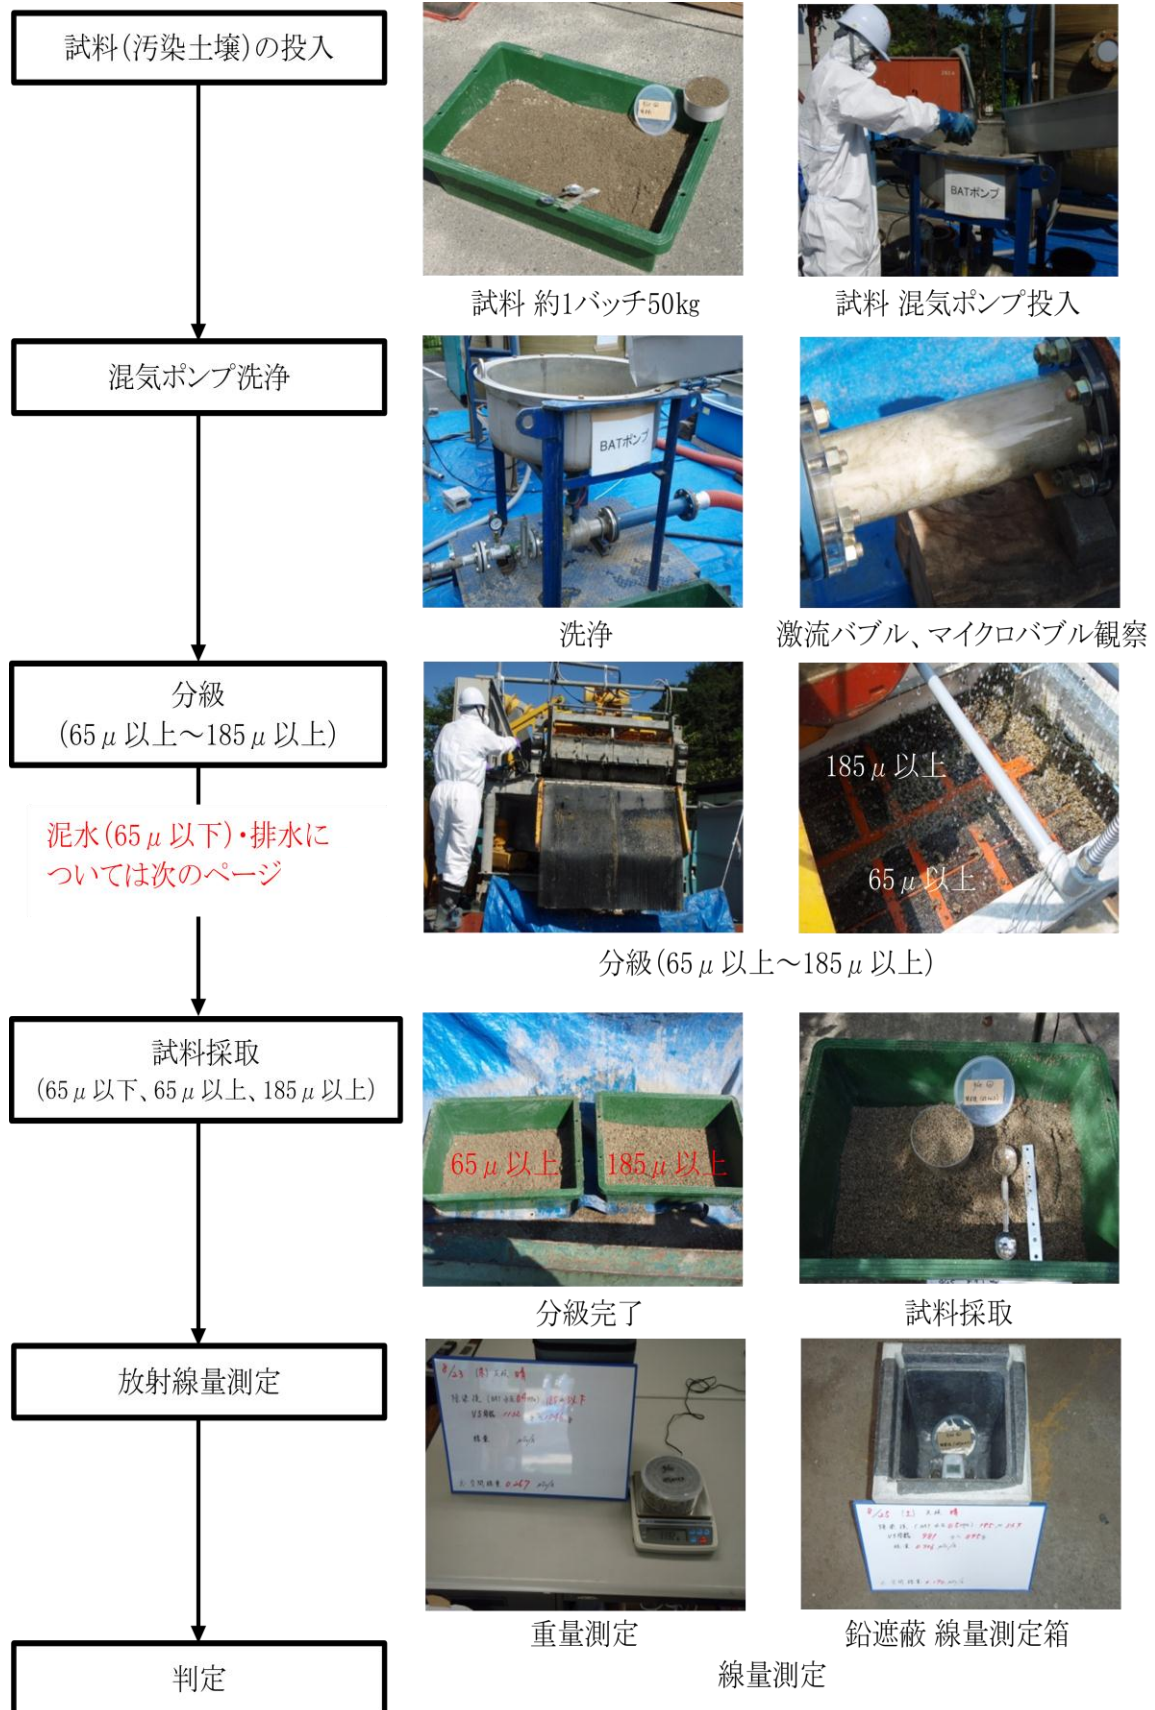 試料(汚染土壌)の投入
試料 約1バッチ50kg
BATポンプ
試料 混気ポンプ投入
混気ポンプ洗浄
BATポンプ
洗浄
激流バブル、マイクロバブル観察
分級
(65μ以上～185μ以上)
泥水(65μ以下)・排水に
ついては次のページ
185μ以上
65μ以上
分級(65μ以上～185μ以上)
試料採取
(65μ以下、65μ以上、185μ以上)
65μ以上
185μ以上
分級完了
試料採取
放射線量測定
重量測定
鉛遮蔽 線量測定箱
線量測定
判定